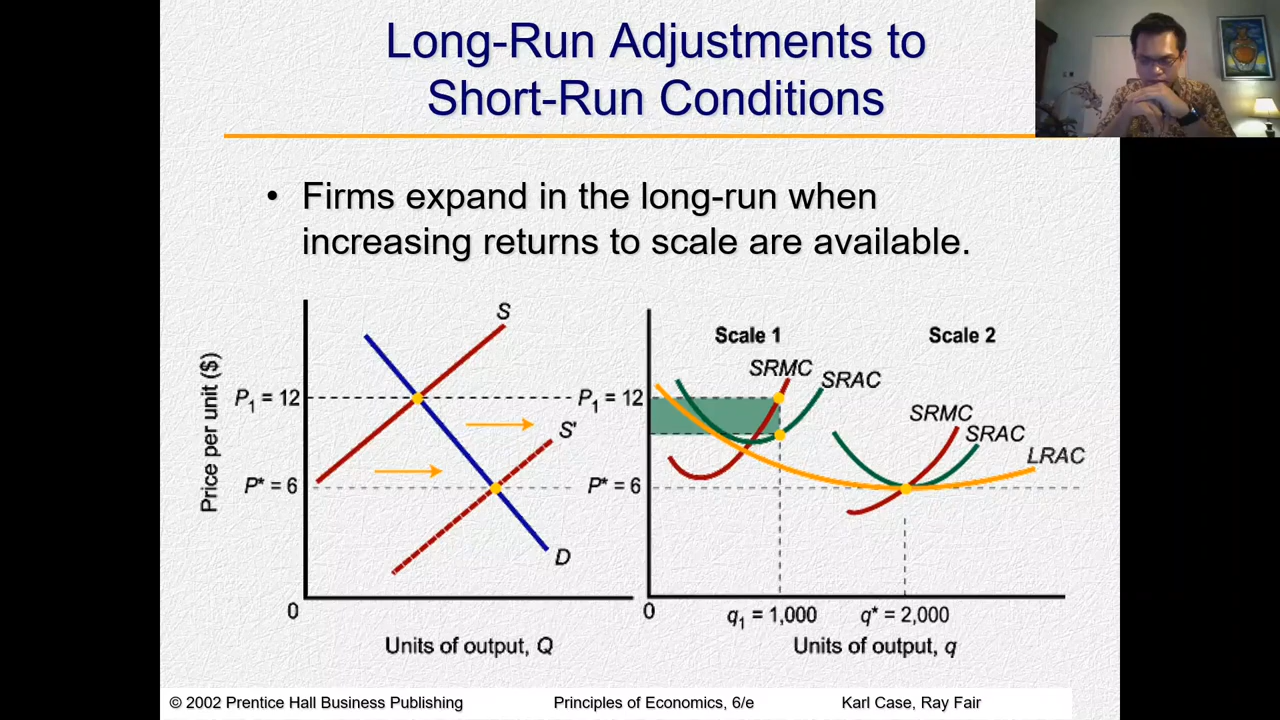 Long-Run Adjustments to
Short-Run Conditions
• Firms expand in the long-run when
increasing returns to scale are available.
Price per unit ($)
S
P1 = 12
S'
P* = 6
D
0
Units of output, Q
Scale 1
Scale 2
SRMC
SRAC
P1 = 12
SRMC
SRAC
LRAC
P* = 6
0
q1 = 1,000
q* = 2,000
Units of output, q
© 2002 Prentice Hall Business Publishing
Principles of Economics, 6/e
Karl Case, Ray Fair